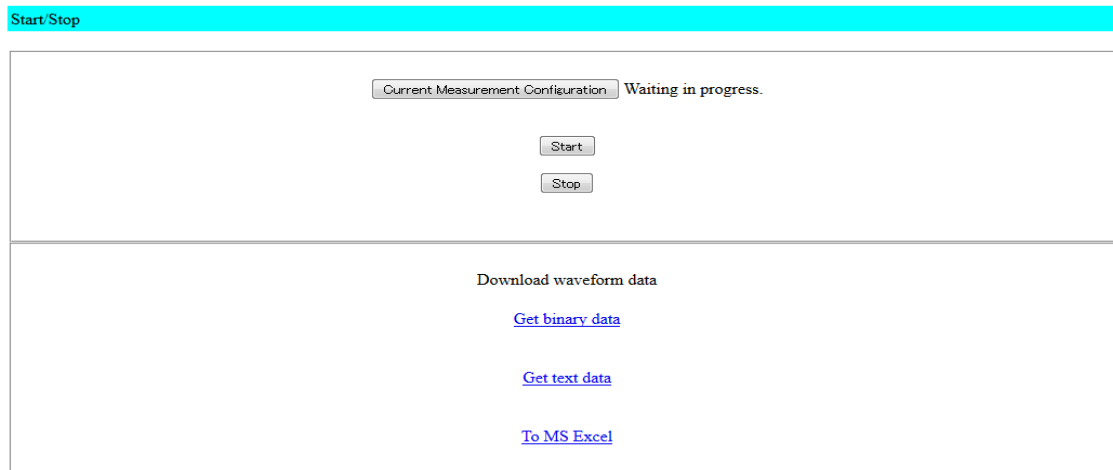 Start/Stop
Current Measurement Configuration Waiting in progress.
Start
Stop
Download waveform data
Get binary data
Get text data
To MS Excel